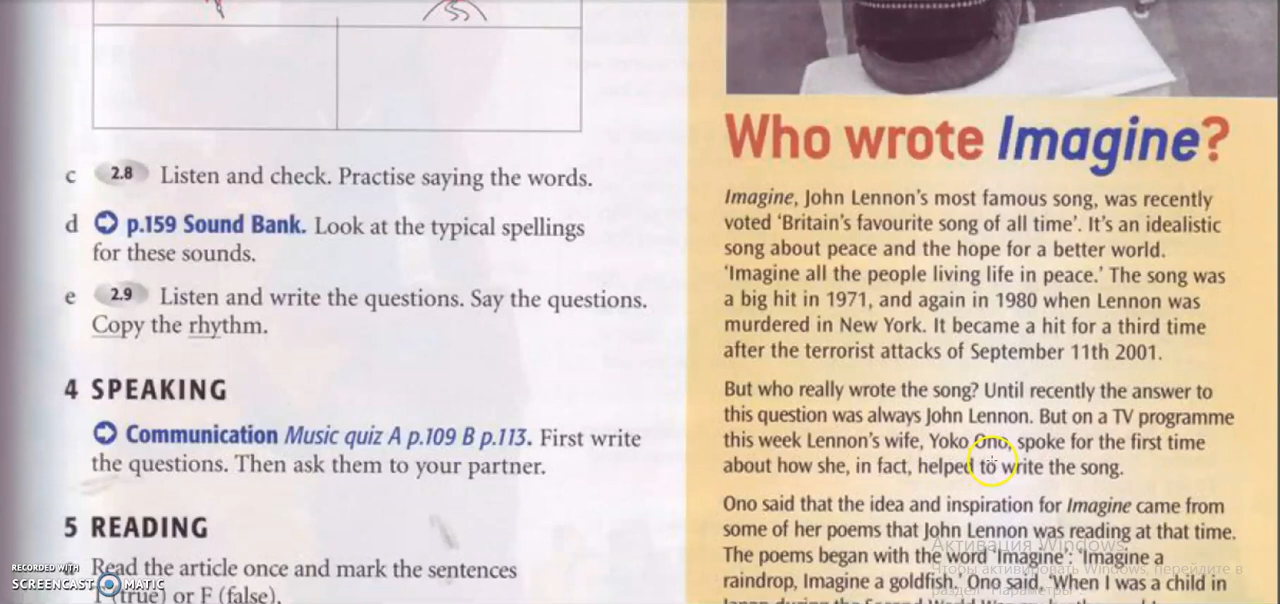 c 2.8 Listen and check. Practise saying the words.
d p.159 Sound Bank. Look at the typical spellings
for these sounds.
e 2.9 Listen and write the questions. Say the questions.
Copy the rhythm.
4 SPEAKING
Communication Music quiz A p.109 B p.113. First write
the questions. Then ask them to your partner.
5 READING
Read the article once and mark the sentences
T (true) or F (false).
RECORDED WITH
SCREENCAST MATIC
Who wrote Imagine?
Imagine, John Lennon's most famous song, was recently
voted 'Britain's favourite song of all time'. It's an idealistic
song about peace and the hope for a better world.
'Imagine all the people living life in peace.' The song was
a big hit in 1971, and again in 1980 when Lennon was
murdered in New York. It became a hit for a third time
after the terrorist attacks of September 11th 2001.
But who really wrote the song? Until recently the answer to
this question was always John Lennon. But on a TV programme
this week Lennon's wife, Yoko Ono, spoke for the first time
about how she, in fact, helped to write the song.
Ono said that the idea and inspiration for Imagine came from
some of her poems that John Lennon was reading at that time.
The poems began with the word 'Imagine': 'Imagine a
raindrop, Imagine a goldfish.' Ono said, 'When I was a child in
Japan during the Second World War
Активация Windows
Чтобы активировать Windows, перейдите в
раздел "Параметры".